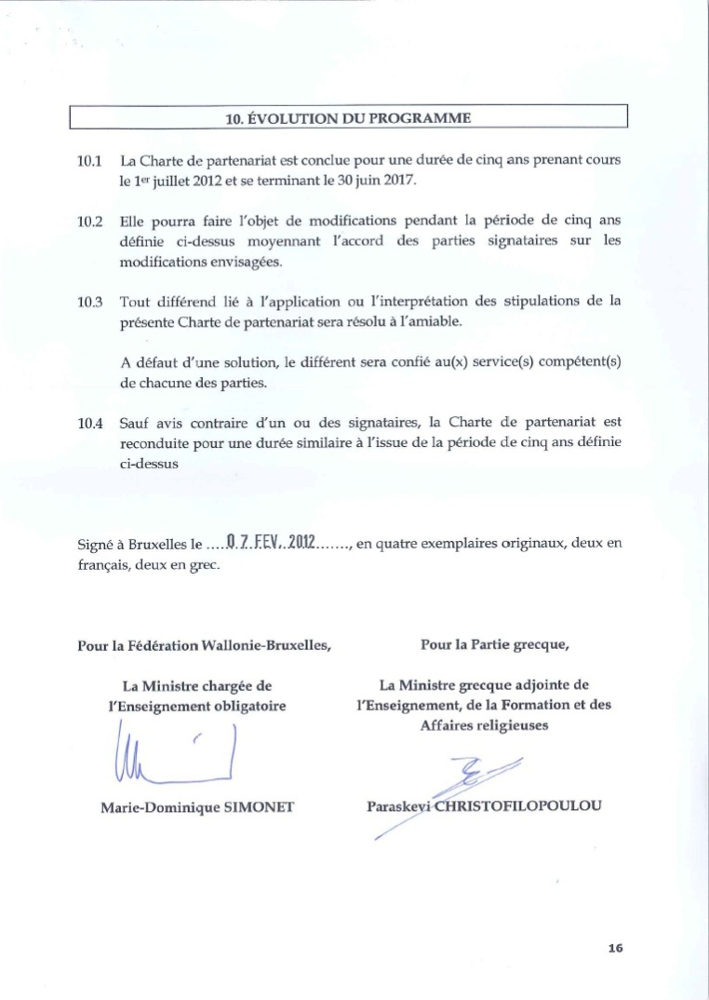 10. ÉVOLUTION DU PROGRAMME
10.1 La Charte de partenariat est conclue pour une durée de cinq ans prenant cours
le 1er juillet 2012 et se terminant le 30 juin 2017.
10.2 Elle pourra faire l'objet de modifications pendant la période de cinq ans
définie ci-dessus moyennant l'accord des parties signataires sur les
modifications envisagées.
10.3 Tout différend lié à l'application ou l'interprétation des stipulations de la
présente Charte de partenariat sera résolu à l'amiable.
A défaut d'une solution, le différent sera confié au(x) service(s) compétent(s)
de chacune des parties.
10.4 Sauf avis contraire d'un ou des signataires, la Charte de partenariat est
reconduite pour une durée similaire à l'issue de la période de cinq ans définie
ci-dessus
Signé à Bruxelles le ....0.7.FEV..2012......., en quatre exemplaires originaux, deux en
français, deux en grec.
Pour la Fédération Wallonie-Bruxelles,
La Ministre chargée de
l'Enseignement obligatoire
Marie-Dominique SIMONET
Pour la Partie grecque,
La Ministre grecque adjointe de
l'Enseignement, de la Formation et des
Affaires religieuses
Paraskevi CHRISTOFILOPOULOU
16